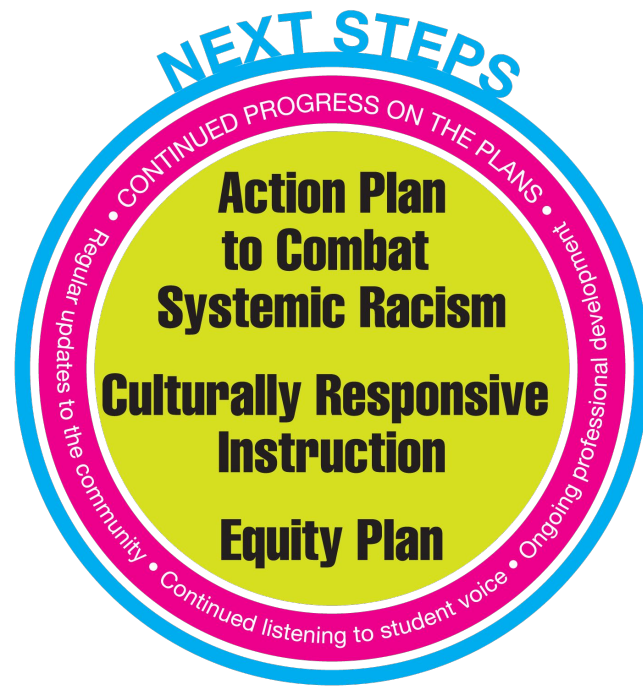 NEXT STEPS
• CONTINUED PROGRESS ON THE PLANS •
Action Plan
to Combat
Systemic Racism
Culturally Responsive
Instruction
Equity Plan
Regular updates to the community • Continued listening to student voice • Ongoing professional development